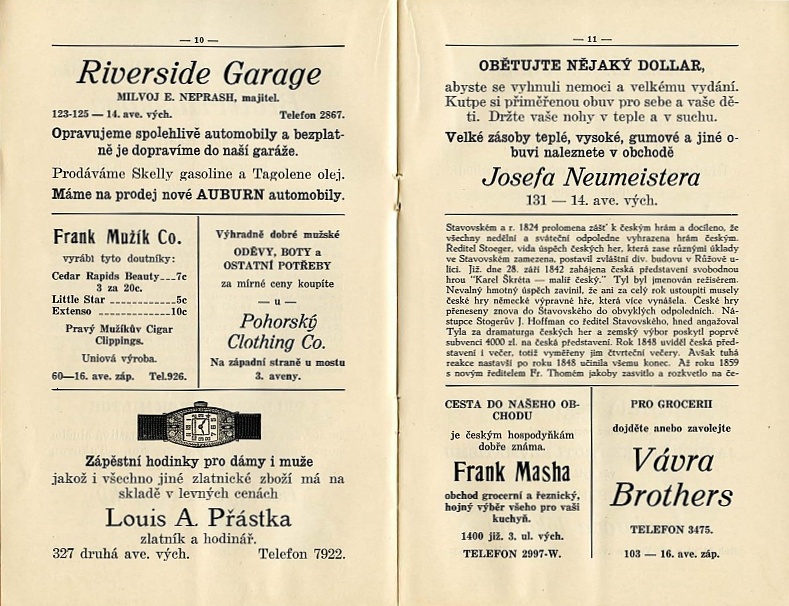 — 10 —
Riverside Garage
MILVOJ E. NEPRASH, majitel.
123-125 — 14. ave. vých. Telefon 2867.
Opravujeme spolehlivě automobily a bezplat-
ně je dopravíme do naší garáže.
Prodáváme Skelly gasoline a Tagolene olej.
Máme na prodej nové AUBURN automobily.
Frank Mužík Co.
vyrábí tyto doutníky:
Cedar Rapids Beauty___7c
3 za 20c.
Little Star ____________5c
Extenso ____________10c
Pravý Mužíkův Cigar
Clippings.
Uniová výroba.
60—16. ave. záp. Tel.926.
Výhradně dobré mužské
ODĚVY, BOTY a
OSTATNÍ POTŘEBY
za mírné ceny koupíte
— u —
Pohorský
Clothing Co.
Na západní straně u mostu
3. aveny.
Zápěstní hodinky pro dámy i muže
jakož i všechno jiné zlatnické zboží má na
skladě v levných cenách
Louis A. Přástka
zlatník a hodinář.
327 druhá ave. vých. Telefon 7922.
— 11 —
OBĚTUJTE NĚJAKÝ DOLLAR,
abyste se vyhnuli nemoci a velkému vydání.
Kutpe si přiměřenou obuv pro sebe a vaše dě-
ti. Držte vaše nohy v teple a v suchu.
Velké zásoby teplé, vysoké, gumové a jiné o-
buvi naleznete v obchodě
Josefa Neumeistera
131 — 14. ave. vých.
Stavovském a r. 1824 prolomena zášť k českým hrám a docíleno, že
všechny nedělní a sváteční odpoledne vyhrazena hrám českým.
Ředitel Stoeger, vida úspěch českých her, která zase různými úklady
ve Stavovském zamezena, postavil zvláštní div. budovu v Růžové u-
lici. Již dne 28. září 1842 zahájena česká představení svobodnou
hrou "Karel Škréta — malíř český." Tyl byl jmenován režisérem.
Nevalný hmotný úspěch zavinil, že ani za celý rok ustoupiti musely
české hry německé výpravné hře, která více vynášela. České hry
přeneseny znova do Stavovského do obvyklých odpoledních. Ná-
stupce Stogerův J. Hoffman co ředitel Stavovského, hned angažoval
Tyla za dramaturga českých her a zemský výbor poskytl poprvé
subvenci 4000 zl. na česká představení. Rok 1848 uviděl česká před-
stavení i večer, totiž vyměřeny jim čtvrteční večery. Avšak tuhá
reakce nastavší po roku 1848 učinila všemu konec. Až roku 1859
s novým ředitelem Fr. Thomém jakoby zasvitlo a rozkvetlo na če-
CESTA DO NAŠEHO OB-
CHODU
je českým hospodyňkám
dobře známa.
Frank Masha
obchod grocerní a řeznický,
hojný výběr všeho pro vaši
kuchyň.
1400 již. 3. ul. vých.
TELEFON 2997-W.
PRO GROCERII
dojděte anebo zavolejte
Vávra
Brothers
TELEFON 3475.
103 — 16. ave. záp.